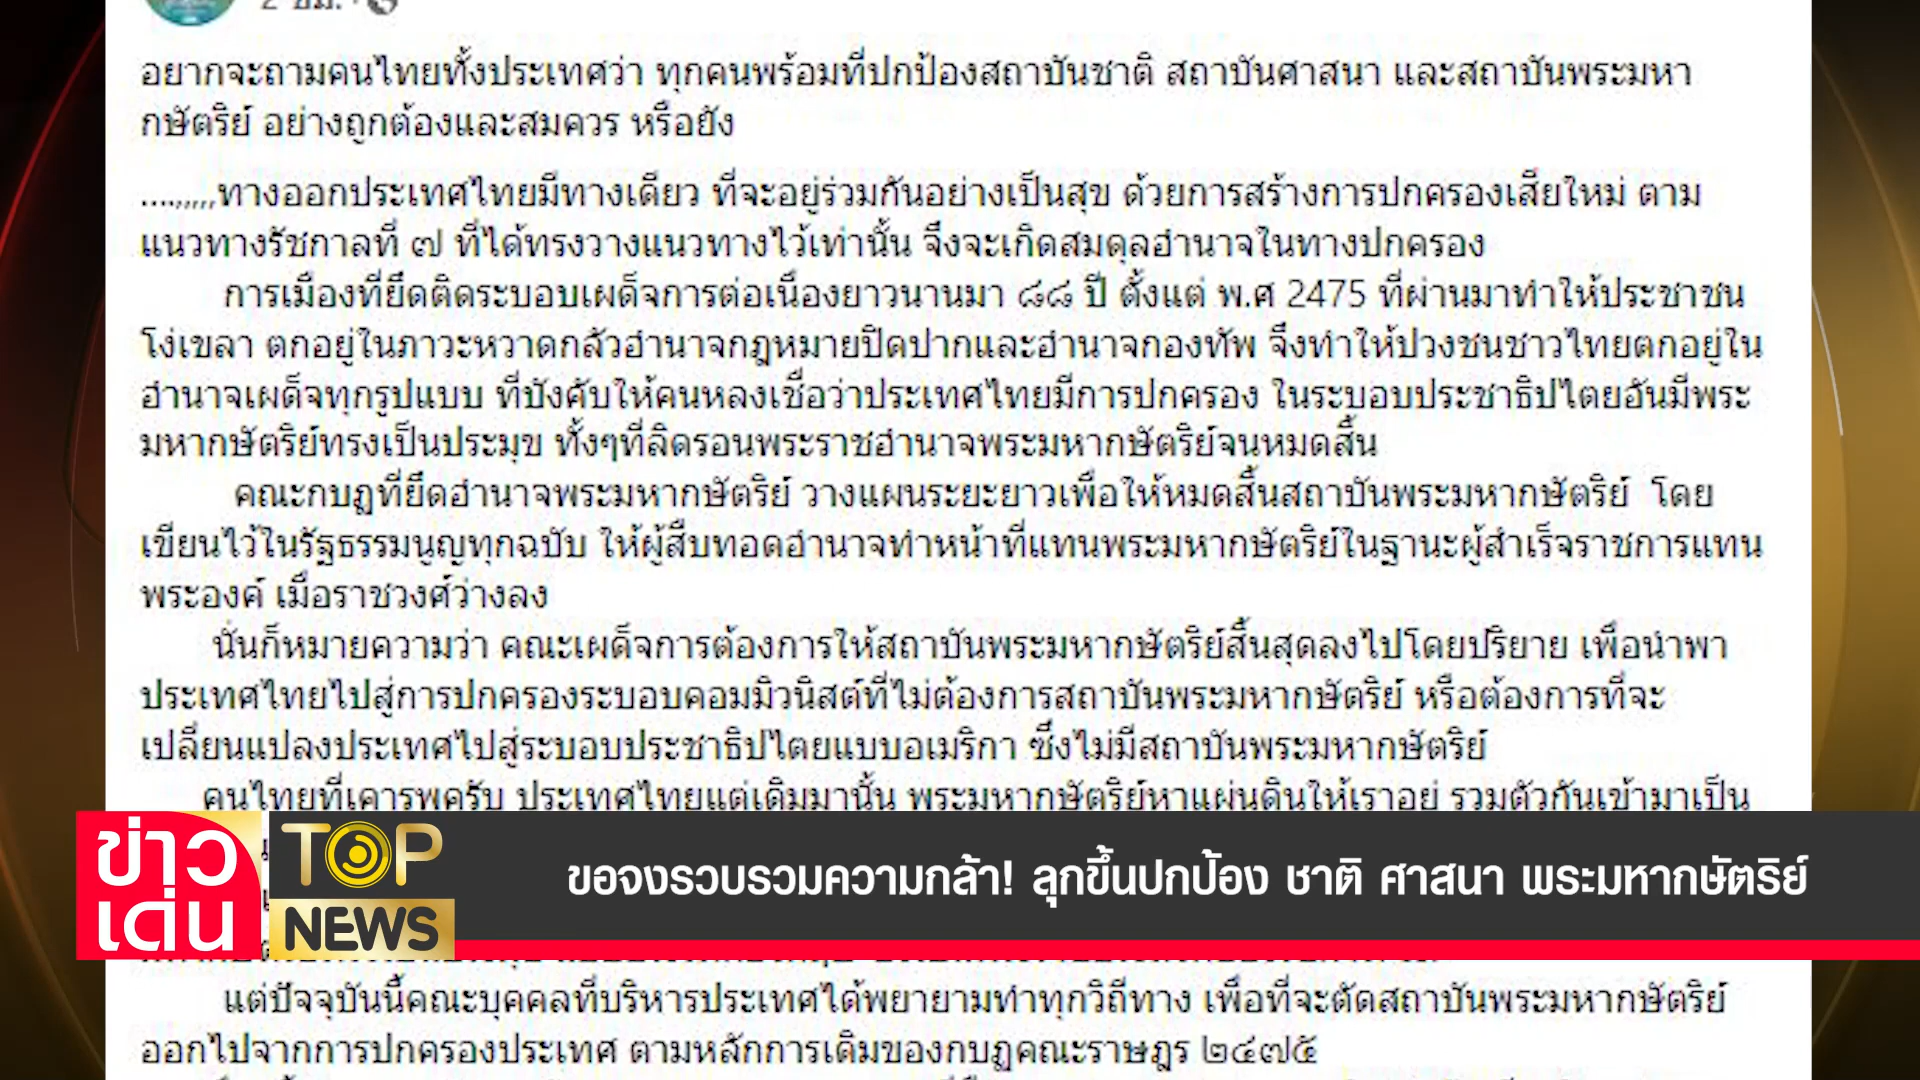 2 ชม.
อยากจะถามคนไทยทั้งประเทศว่า ทุกคนพร้อมที่ปกป้องสถาบันชาติ สถาบันศาสนา และสถาบันพระมหา
กษัตริย์ อย่างถูกต้องและสมควร หรือยัง
....,,,,,ทางออกประเทศไทยมีทางเดียว ที่จะอยู่ร่วมกันอย่างเป็นสุข ด้วยการสร้างการปกครองเสียใหม่ ตาม
แนวทางรัชกาลที่ ๗ ที่ได้ทรงวางแนวทางไว้เท่านั้น จึงจะเกิดสมดุลอำนาจในทางปกครอง
การเมืองที่ยึดติดระบอบเผด็จการต่อเนื่องยาวนานมา ๘๘ ปี ตั้งแต่ พ.ศ 2475 ที่ผ่านมาทำให้ประชาชน
โง่เขลา ตกอยู่ในภาวะหวาดกลัวอำนาจกฎหมายปิดปากและอำนาจกองทัพ จึงทำให้ปวงชนชาวไทยตกอยู่ใน
อำนาจเผด็จทุกรูปแบบ ที่บังคับให้คนหลงเชื่อว่าประเทศไทยมีการปกครอง ในระบอบประชาธิปไตยอันมีพระ
มหากษัตริย์ทรงเป็นประมุข ทั้งๆที่ลิดรอนพระราชอำนาจพระมหากษัตริย์จนหมดสิ้น
คณะกบฏที่ยึดอำนาจพระมหากษัตริย์ วางแผนระยะยาวเพื่อให้หมดสิ้นสถาบันพระมหากษัตริย์ โดย
เขียนไว้ในรัฐธรรมนูญทุกฉบับ ให้ผู้สืบทอดอำนาจทำหน้าที่แทนพระมหากษัตริย์ในฐานะผู้สำเร็จราชการแทน
พระองค์ เมื่อราชวงศ์ว่างลง
นั่นก็หมายความว่า คณะเผด็จการต้องการให้สถาบันพระมหากษัตริย์สิ้นสุดลงไปโดยปริยาย เพื่อนำพา
ประเทศไทยไปสู่การปกครองระบอบคอมมิวนิสต์ที่ไม่ต้องการสถาบันพระมหากษัตริย์ หรือต้องการที่จะ
เปลี่ยนแปลงประเทศไปสู่ระบอบประชาธิปไตยแบบอเมริกา ซึ่งไม่มีสถาบันพระมหากษัตริย์
คนไทยที่เคารพครับ ประเทศไทยแต่เดิมมานั้น พระมหากษัตริย์หาแผ่นดินให้เราอยู่ รวมตัวกันเข้ามาเป็น
ข่าวเด่น
TOP NEWS
ขอจงรวบรวมความกล้า! ลุกขึ้นปกป้อง ชาติ ศาสนา พระมหากษัตริย์
แต่ปัจจุบันนี้คณะบุคคลที่บริหารประเทศได้พยายามทำทุกวิถีทาง เพื่อที่จะตัดสถาบันพระมหากษัตริย์
ออกไปจากการปกครองประเทศ ตามหลักการเดิมของกบฏคณะราษฎร ๒๔๗๕